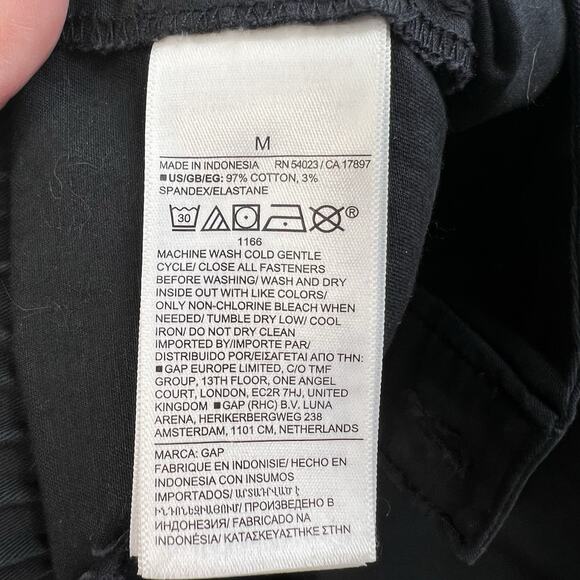 M
MADE IN INDONESIA RN 54023 / CA 17897
■ US/GB/EG: 97% COTTON, 3%
SPANDEX/ELASTANE
30 ®
1166
MACHINE WASH COLD GENTLE
CYCLE/ CLOSE ALL FASTENERS
BEFORE WASHING/ WASH AND DRY
INSIDE OUT WITH LIKE COLORS/
ONLY NON-CHLORINE BLEACH WHEN
NEEDED/ TUMBLE DRY LOW/ COOL
IRON/ DO NOT DRY CLEAN
IMPORTED BY/IMPORTE PAR/
DISTRIBUIDO POR/ΕΙΣΑΓΕΤΑΙ ΑΠΟ ΤΗΝ:
■ GAP EUROPE LIMITED, C/O TMF
GROUP, 13TH FLOOR, ONE ANGEL
COURT, LONDON, EC2R 7HJ, UNITED
KINGDOM ■ GAP (RHC) B.V. LUNA
ARENA, HERIKERBERGWEG 238
AMSTERDAM, 1101 CM, NETHERLANDS
MARCA: GAP
FABRIQUE EN INDONISIE/ HECHO EN
INDONESIA CON INSUMOS
IMPORTADOS/ ԱՐՏԱԴՐՎԱԾ Է
ԻՆԴՈՆԵԶԻԱՅՈՒՄ/ ПРОИЗВЕДЕНО В
ИНДОНЕЗИЯ/ FABRICADO NA
INDONÉSIA/ ΚΑΤΑΣΚΕΥΑΣΤΗΚΕ ΣΤΗΝ